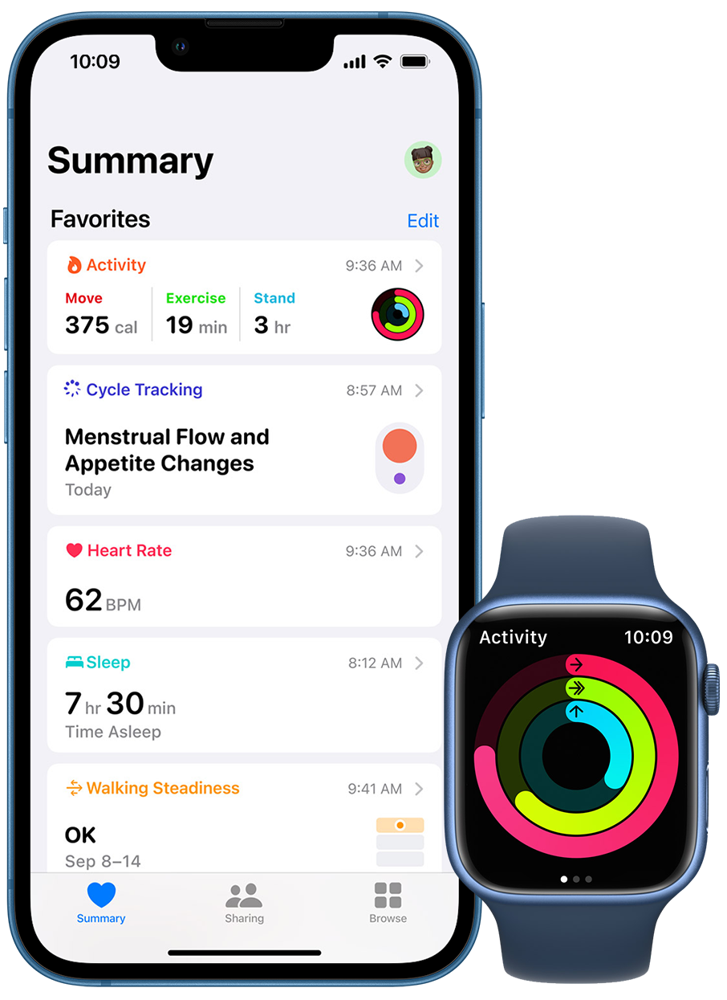 10:09
Summary
Favorites
Edit
Activity
9:36 AM
Move
Exercise
Stand
375 cal
19 min
3 hr
Cycle Tracking
8:57 AM
Menstrual Flow and
Appetite Changes
Today
Heart Rate
9:36 AM
62 BPM
Sleep
8:12 AM
7 hr 30 min
Time Asleep
Walking Steadiness
9:41 AM
OK
Sep 8–14
Summary
Sharing
Browse
Activity
10:09